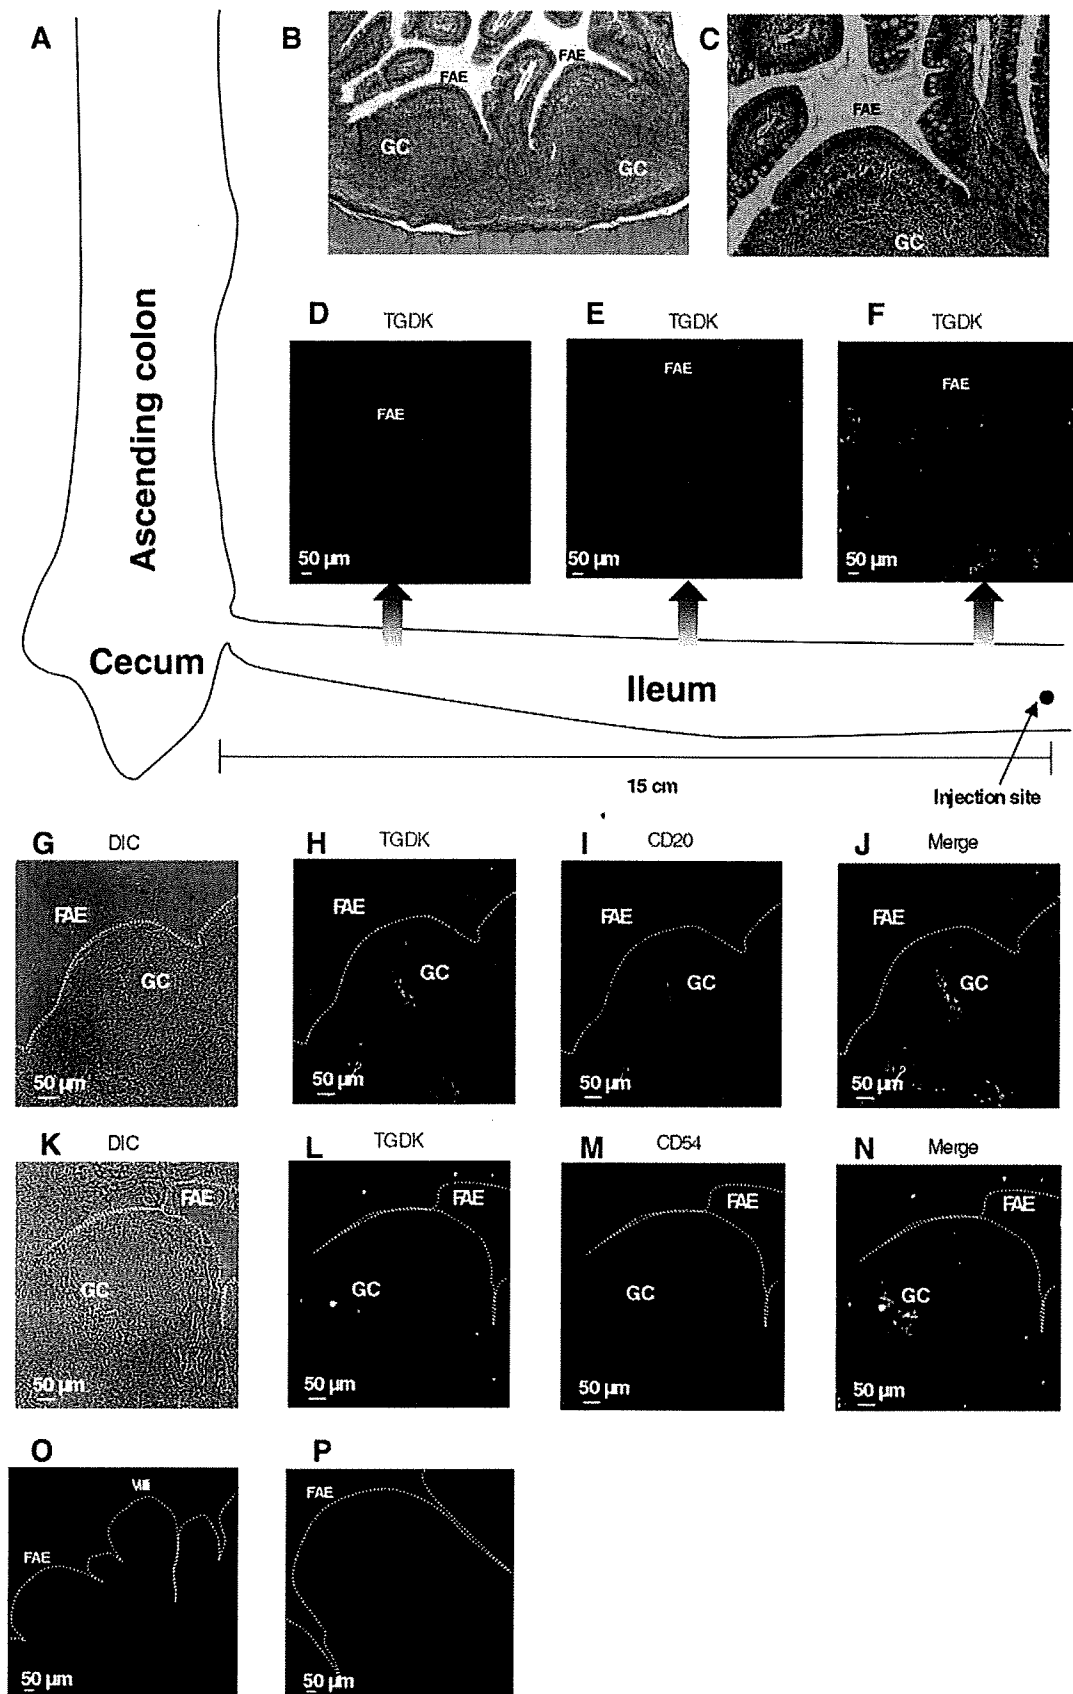 A
B
C
FAE
FAE
GC
GC
FAE
GC
Ascending colon
D
TGDK
FAE
50 µm
E
TGDK
FAE
50 µm
F
TGDK
FAE
50 µm
Cecum
Ileum
15 cm
Injection site
G
DIC
FAE
GC
50 µm
H
TGDK
FAE
GC
50 µm
I
CD20
FAE
GC
50 µm
J
Merge
FAE
GC
50 µm
K
DIC
FAE
GC
50 µm
L
TGDK
FAE
GC
50 µm
M
CD54
FAE
GC
50 µm
N
Merge
FAE
GC
50 µm
O
Villi
FAE
50 µm
P
FAE
50 µm